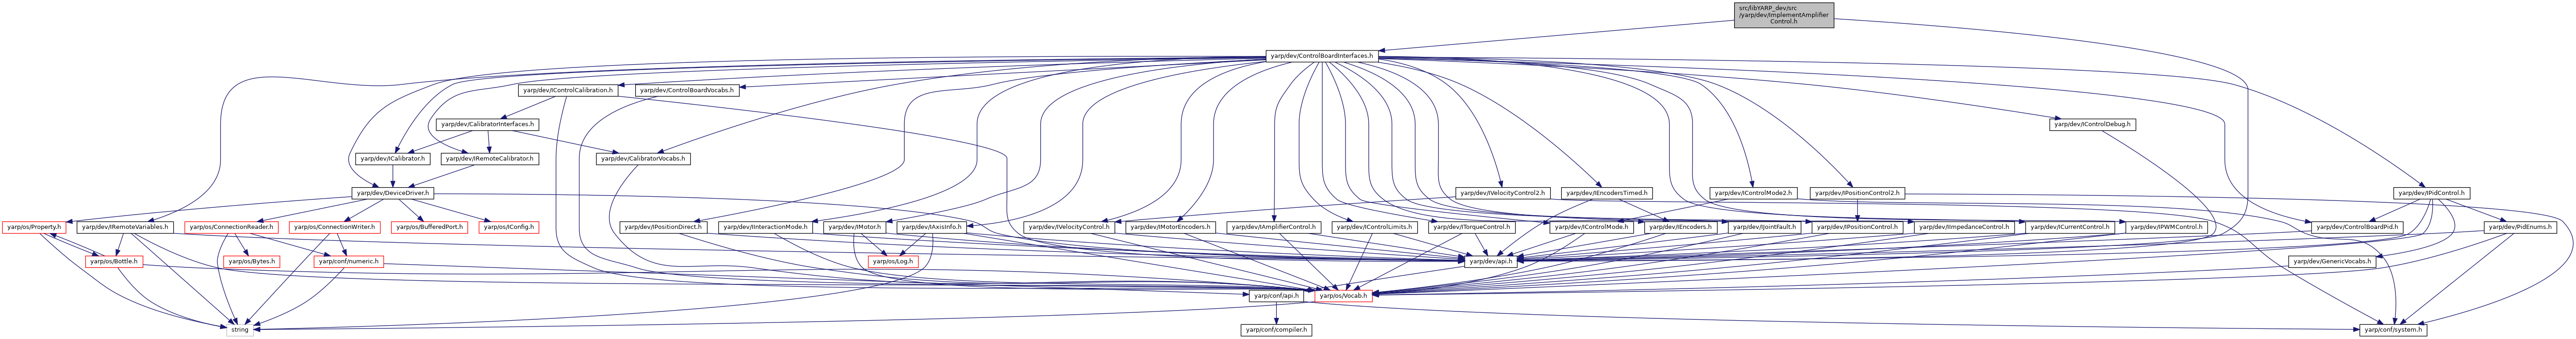 src/libYARP_dev/src
/yarp/dev/ImplementAmplifier
Control.h
yarp/dev/ControlBoardInterfaces.h
yarp/dev/IControlCalibration.h
yarp/dev/ControlBoardVocabs.h
yarp/dev/CalibratorInterfaces.h
yarp/dev/IControlDebug.h
yarp/dev/ICalibrator.h
yarp/dev/IRemoteCalibrator.h
yarp/dev/CalibratorVocabs.h
yarp/dev/DeviceDriver.h
yarp/dev/IVelocityControl2.h
yarp/dev/IEncodersTimed.h
yarp/dev/IControlMode2.h
yarp/dev/IPositionControl2.h
yarp/dev/IPidControl.h
yarp/os/Property.h
yarp/dev/IRemoteVariables.h
yarp/os/ConnectionReader.h
yarp/os/ConnectionWriter.h
yarp/os/BufferedPort.h
yarp/os/IConfig.h
yarp/dev/IPositionDirect.h
yarp/dev/IInteractionMode.h
yarp/dev/IMotor.h
yarp/dev/IAxisInfo.h
yarp/dev/IVelocityControl.h
yarp/dev/IMotorEncoders.h
yarp/dev/IAmplifierControl.h
yarp/dev/IControlLimits.h
yarp/dev/ITorqueControl.h
yarp/dev/IControlMode.h
yarp/dev/IEncoders.h
yarp/dev/IJointFault.h
yarp/dev/IPositionControl.h
yarp/dev/IImpedanceControl.h
yarp/dev/ICurrentControl.h
yarp/dev/IPWMControl.h
yarp/dev/ControlBoardPid.h
yarp/dev/PidEnums.h
yarp/os/Bottle.h
yarp/os/Bytes.h
yarp/conf/numeric.h
yarp/os/Log.h
yarp/dev/api.h
yarp/dev/GenericVocabs.h
yarp/conf/api.h
yarp/os/Vocab.h
string
yarp/conf/compiler.h
yarp/conf/system.h